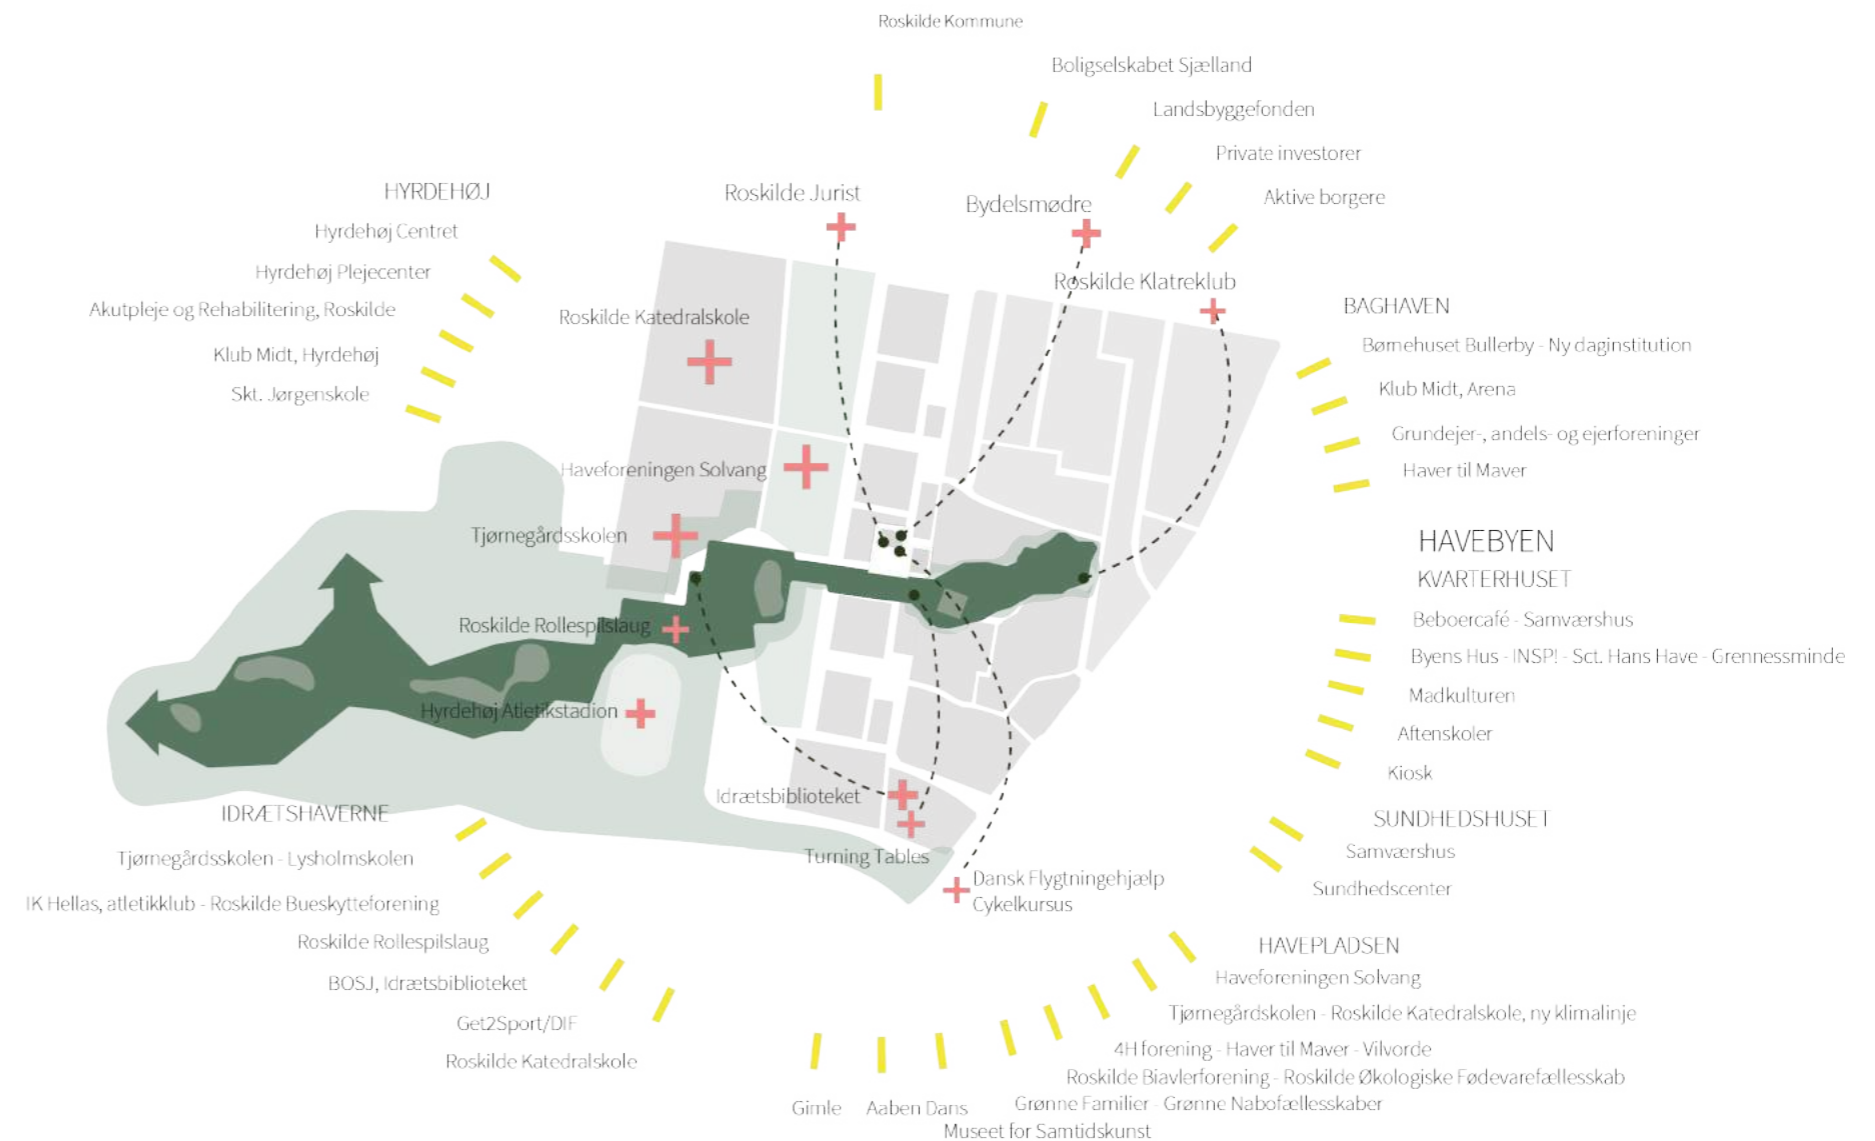 Roskilde Kommune
Boligselskabet Sjælland
Landsbyggefonden
Private investorer
Aktive borgere
HYRDEHØJ
Hyrdehøj Centret
Hyrdehøj Plejecenter
Akutpleje og Rehabilitering, Roskilde
Klub Midt, Hyrdehøj
Skt. Jørgenskole
Roskilde Jurist
Bydelsmødre
Roskilde Klatreklub
Roskilde Katedralskole
Haveforeningen Solvang
Tjørnegårdsskolen
Roskilde Rollespilslaug
Hyrdehøj Atletikstadion
Idrætsbiblioteket
Turning Tables
Dansk Flygtningehjælp
Cykelkursus
BAGHAVEN
Børnehuset Bullerby - Ny daginstitution
Klub Midt, Arena
Grundejer-, andels- og ejerforeninger
Haver til Maver
HAVEBYEN
KVARTERHUSET
Beboercafé - Samværshus
Byens Hus - INSP! - Sct. Hans Have - Grennessminde
Madkulturen
Aftenskoler
Kiosk
SUNDHEDSHUSET
Samværshus
Sundhedscenter
HAVEPLADSEN
Haveforeningen Solvang
Tjørnegårdskolen - Roskilde Katedralskole, ny klimalinje
4H forening - Haver til Maver - Vilvorde
Roskilde Biavlerforening - Roskilde Økologiske Fødevarefællesskab
Grønne Familier - Grønne Nabofællesskaber
Museet for Samtidskunst
Aaben Dans
Gimle
IDRÆTSHAVERNE
Tjørnegårdsskolen - Lysholmskolen
IK Hellas, atletikklub - Roskilde Bueskytteforening
Roskilde Rollespilslaug
BOSJ, Idrætsbiblioteket
Get2Sport/DIF
Roskilde Katedralskole